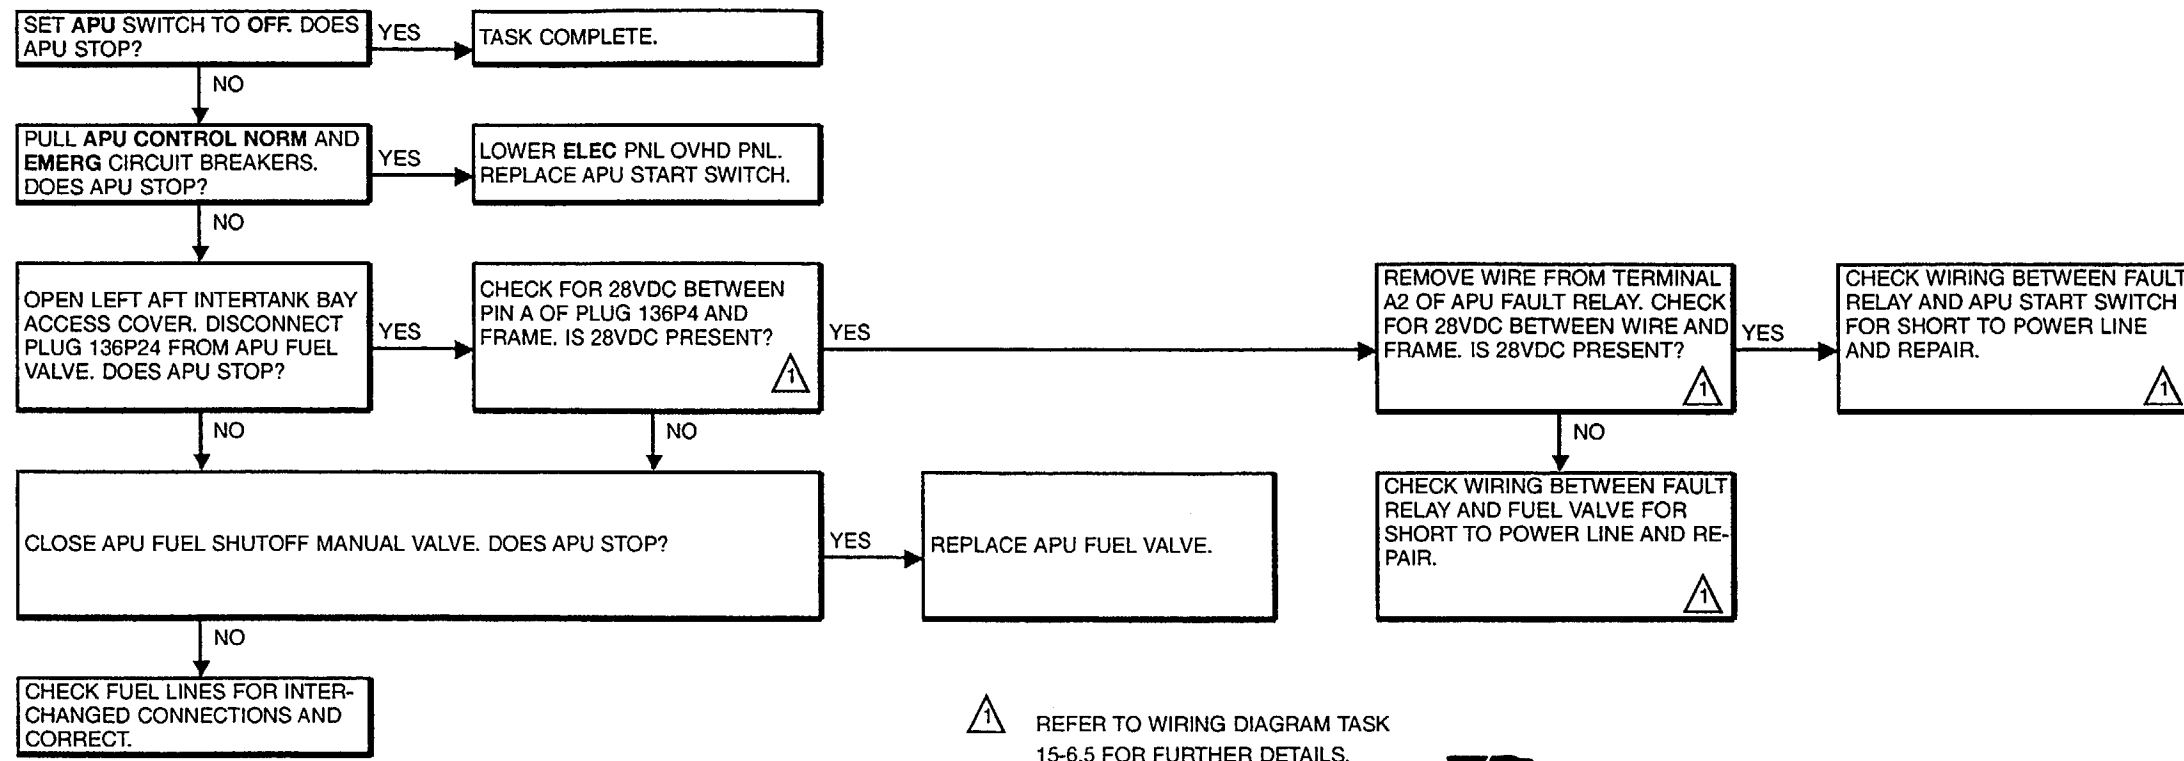 SET APU SWITCH TO OFF. DOES
APU STOP?
YES
TASK COMPLETE.
NO
PULL APU CONTROL NORM AND
EMERG CIRCUIT BREAKERS.
DOES APU STOP?
YES
LOWER ELEC PNL OVHD PNL.
REPLACE APU START SWITCH.
NO
OPEN LEFT AFT INTERTANK BAY
ACCESS COVER. DISCONNECT
PLUG 136P24 FROM APU FUEL
VALVE. DOES APU STOP?
YES
CHECK FOR 28VDC BETWEEN
PIN A OF PLUG 136P4 AND
FRAME. IS 28VDC PRESENT?
1
YES
REMOVE WIRE FROM TERMINAL
A2 OF APU FAULT RELAY. CHECK
FOR 28VDC BETWEEN WIRE AND
FRAME. IS 28VDC PRESENT?
1
YES
CHECK WIRING BETWEEN FAULT
RELAY AND APU START SWITCH
FOR SHORT TO POWER LINE
AND REPAIR.
1
NO
NO
NO
CLOSE APU FUEL SHUTOFF MANUAL VALVE. DOES APU STOP?
YES
REPLACE APU FUEL VALVE.
CHECK WIRING BETWEEN FAULT
RELAY AND FUEL VALVE FOR
SHORT TO POWER LINE AND RE-
PAIR.
1
NO
CHECK FUEL LINES FOR INTER-
CHANGED CONNECTIONS AND
CORRECT.
1
REFER TO WIRING DIAGRAM TASK
15-6.5 FOR FURTHER DETAILS.